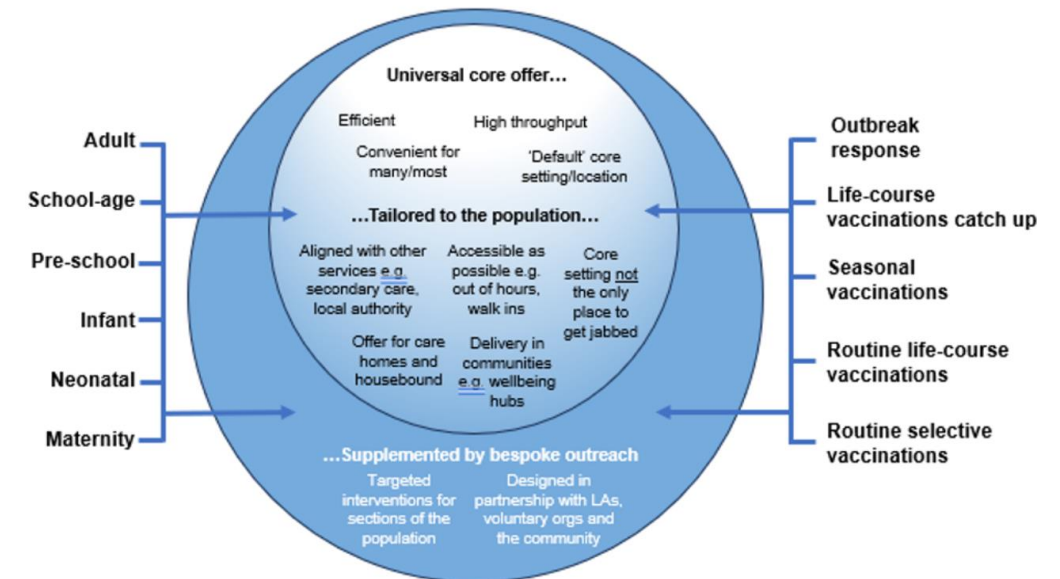 Universal core offer…
Efficient
High throughput
Convenient for
many/most
'Default' core
setting/location
…Tailored to the population…
Aligned with other
services e.g.
secondary care,
local authority
Accessible as
possible e.g.
out of hours,
walk ins
Core
setting not
the only
place to
get jabbed
Offer for care
homes and
housebound
Delivery in
communities
e.g. wellbeing
hubs
…Supplemented by bespoke outreach
Targeted
interventions for
sections of the
population
Designed in
partnership with LAs,
voluntary orgs and
the community
Adult
School-age
Pre-school
Infant
Neonatal
Maternity
Outbreak
response
Life-course
vaccinations catch up
Seasonal
vaccinations
Routine life-course
vaccinations
Routine selective
vaccinations